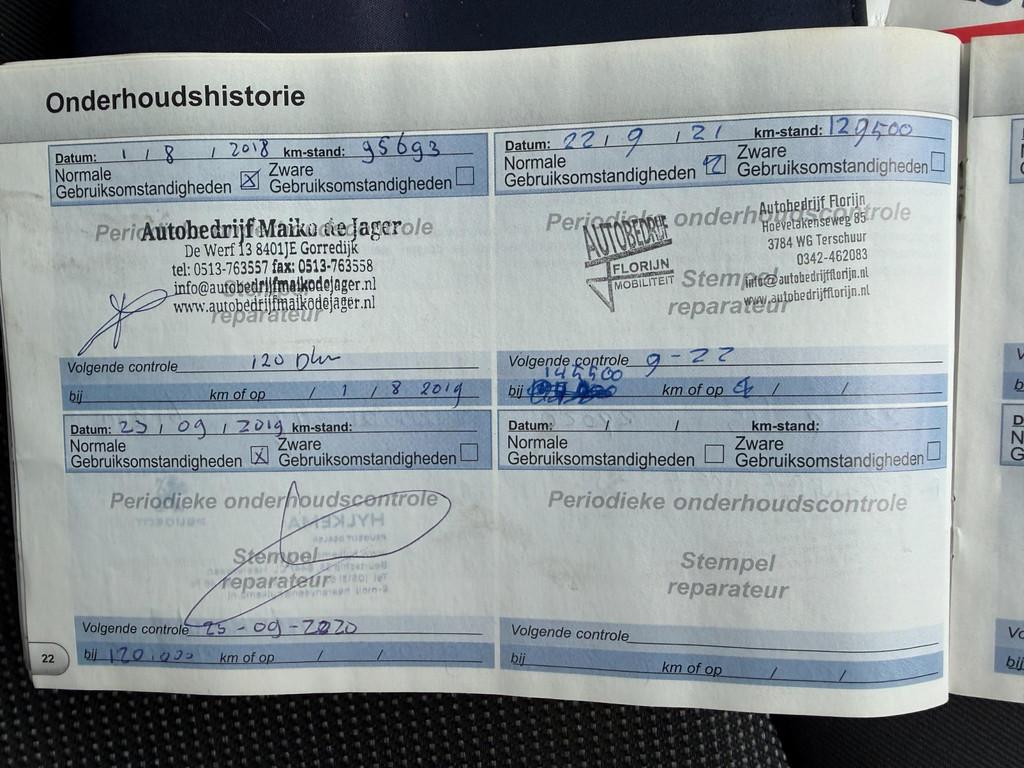 Onderhoudshistorie
Datum: 1 / 8 / 2018 km-stand: 95693
Normale Gebruiksomstandigheden
Zware Gebruiksomstandigheden
Periodieke onderhoudscontrole
Autobedrijf Maiko de Jager
De Werf 13 8401JE Gorredijk
tel: 0513-763557 fax: 0513-763558
info@autobedrijfmaikodejager.nl
www.autobedrijfmaikodejager.nl
Stempel
reparateur
Volgende controle 120
bij km of op / 1 / 8 2019
Datum: 22 / 9 / 21 km-stand: 129500
Normale Gebruiksomstandigheden
Zware Gebruiksomstandigheden
Periodieke onderhoudscontrole
AUTOBEDRIJF
FLORIJN
MOBILITEIT
Autobedrijf Florijn
Hoevelakenseweg 85
3784 WG Terschuur
0342-462083
info@autobedrijfflorijn.nl
www.autobedrijfflorijn.nl
Stempel
reparateur
Volgende controle 9-22
bij km of op / /
Datum: 25 / 09 / 2019 km-stand:
Normale Gebruiksomstandigheden
Zware Gebruiksomstandigheden
Periodieke onderhoudscontrole
Stempel
reparateur
Volgende controle 25-09-2020
bij 120.000 km of op / /
Datum: / / km-stand:
Normale Gebruiksomstandigheden
Zware Gebruiksomstandigheden
Periodieke onderhoudscontrole
Stempel
reparateur
Volgende controle
bij km of op / /
22